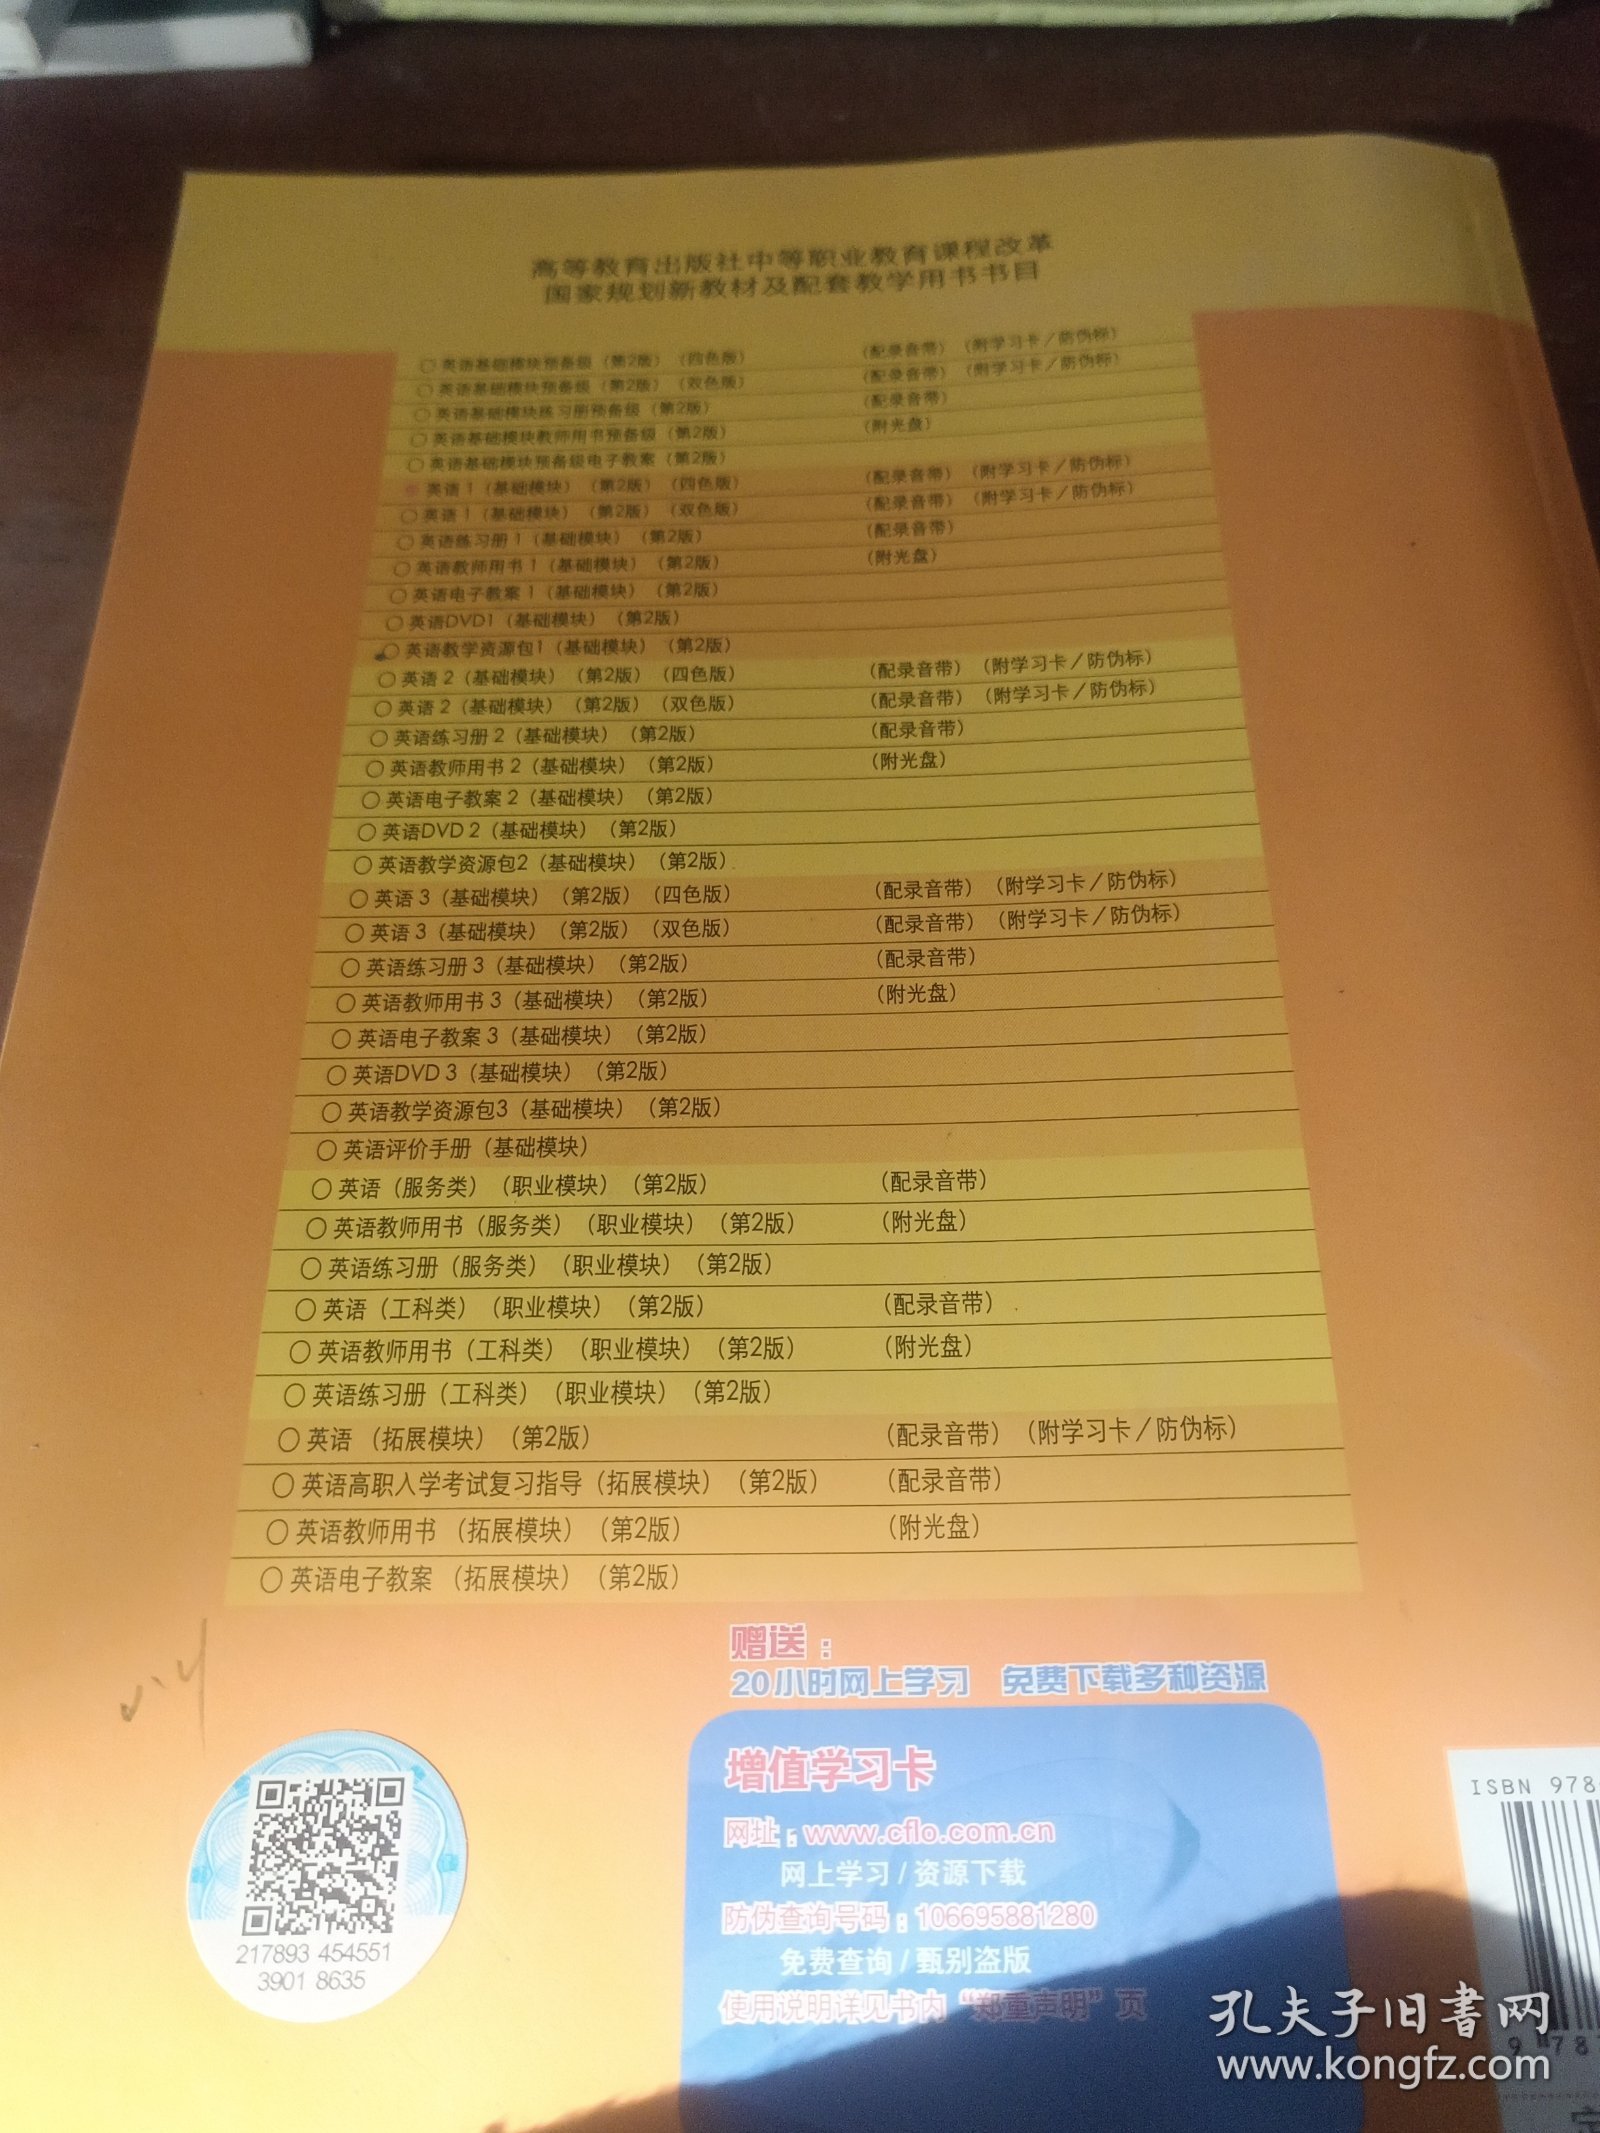 高等教育出版社中等职业教育课程改革
国家规划新教材及配套教学用书书目
○英语基础模块预备级（第2版）（四色版）（配录音带）（附学习卡／防伪标）
○英语基础模块预备级（第2版）（双色版）（配录音带）（附学习卡／防伪标）
○英语基础模块练习册预备级（第2版）（配录音带）
○英语基础模块教师用书预备级（第2版）（附光盘）
○英语基础模块预备级电子教案（第2版）
英语 1（基础模块）（第2版）（四色版）（配录音带）（附学习卡／防伪标）
○英语 1（基础模块）（第2版）（双色版）（配录音带）（附学习卡／防伪标）
○英语练习册 1（基础模块）（第2版）（配录音带）
○英语教师用书 1（基础模块）（第2版）（附光盘）
○英语电子教案 1（基础模块）（第2版）
○英语DVD1（基础模块）（第2版）
○英语教学资源包1（基础模块）（第2版）
○英语 2（基础模块）（第2版）（四色版）（配录音带）（附学习卡／防伪标）
○英语 2（基础模块）（第2版）（双色版）（配录音带）（附学习卡／防伪标）
○英语练习册 2（基础模块）（第2版）（配录音带）
○英语教师用书 2（基础模块）（第2版）（附光盘）
○英语电子教案 2（基础模块）（第2版）
○英语DVD 2（基础模块）（第2版）
○英语教学资源包2（基础模块）（第2版）
○英语 3（基础模块）（第2版）（四色版）（配录音带）（附学习卡／防伪标）
○英语 3（基础模块）（第2版）（双色版）（配录音带）（附学习卡／防伪标）
○英语练习册 3（基础模块）（第2版）（配录音带）
○英语教师用书 3（基础模块）（第2版）（附光盘）
○英语电子教案 3（基础模块）（第2版）
○英语DVD 3（基础模块）（第2版）
○英语教学资源包3（基础模块）（第2版）
○英语评价手册（基础模块）
○英语（服务类）（职业模块）（第2版）（配录音带）
○英语教师用书（服务类）（职业模块）（第2版）（附光盘）
○英语练习册（服务类）（职业模块）（第2版）
○英语（工科类）（职业模块）（第2版）（配录音带）
○英语教师用书（工科类）（职业模块）（第2版）（附光盘）
○英语练习册（工科类）（职业模块）（第2版）
○英语（拓展模块）（第2版）（配录音带）（附学习卡／防伪标）
○英语高职入学考试复习指导（拓展模块）（第2版）（配录音带）
○英语教师用书（拓展模块）（第2版）（附光盘）
○英语电子教案（拓展模块）（第2版）
赠送：
20小时网上学习 免费下载多种资源
增值学习卡
网址：www.cflo.com.cn
网上学习/资源下载
防伪查询号码：106695881280
免费查询/甄别盗版
使用说明详见书内“郑重声明”页
217893 454551
3901 8635
ISBN 978
9 787
定
孔夫子旧书网
www.kongfz.com